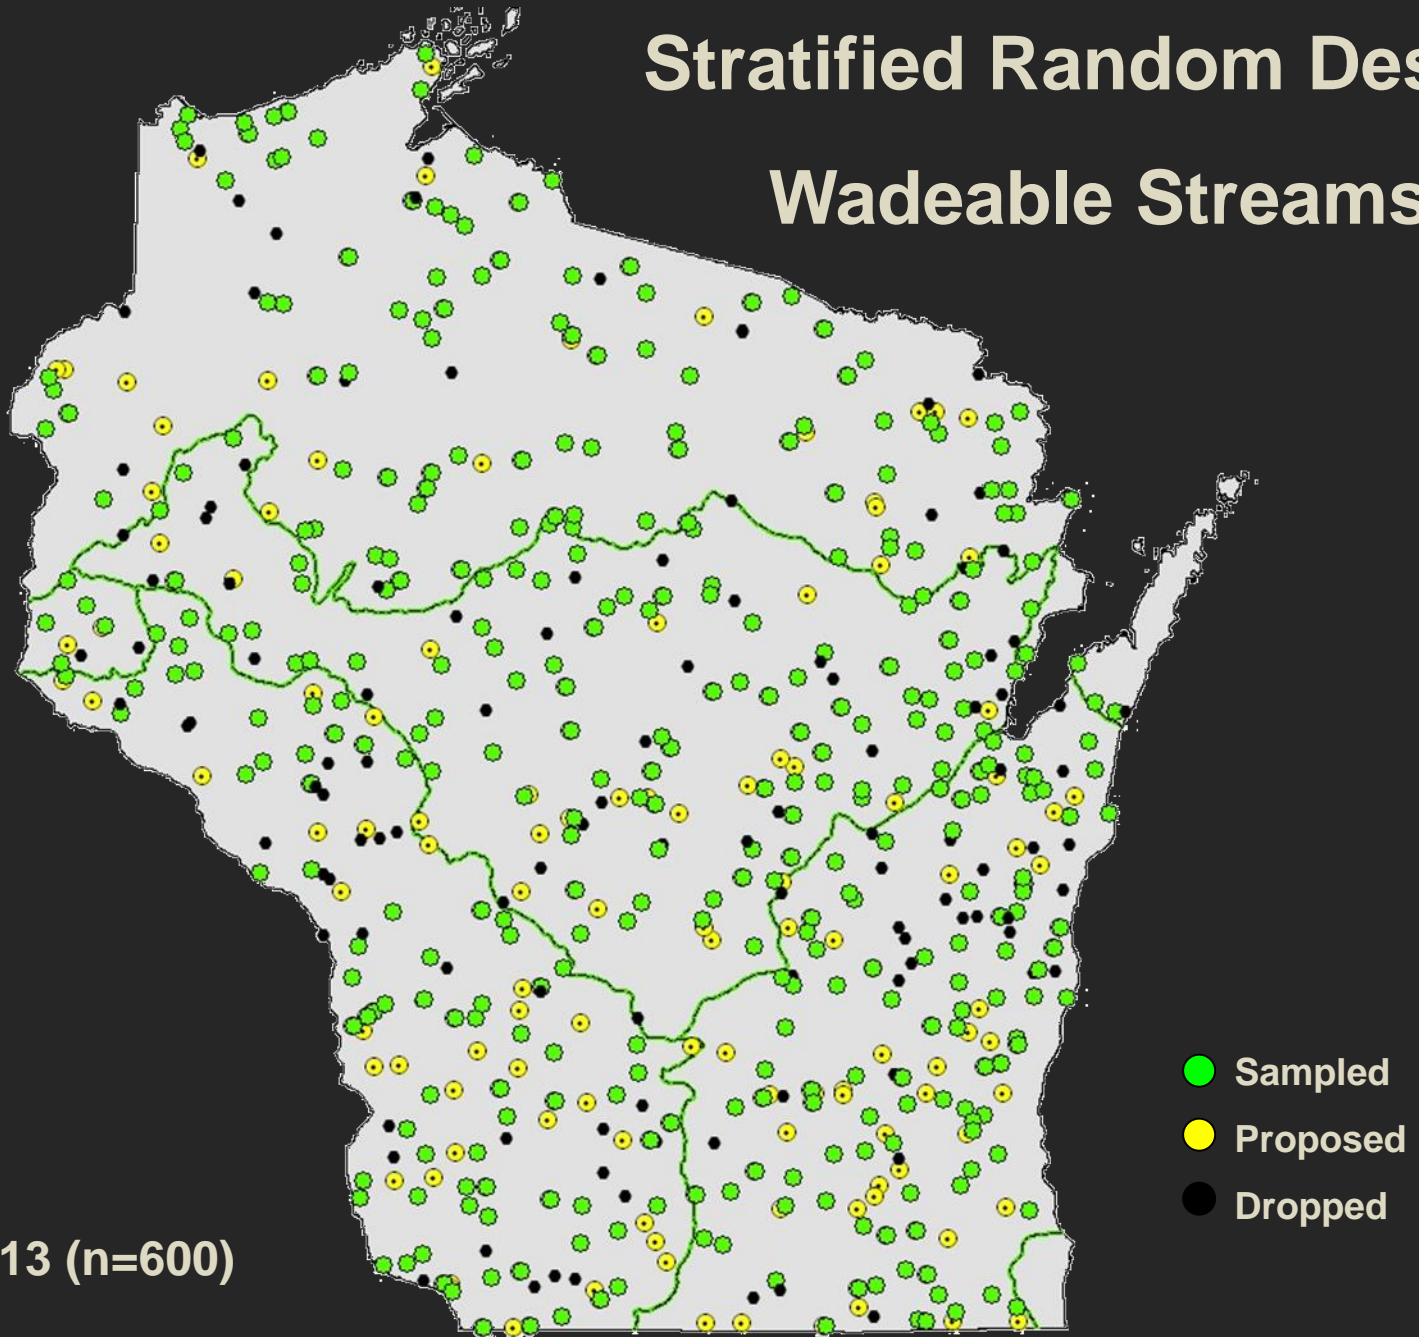 Stratified Random Des
Wadeable Streams
Sampled
Proposed
Dropped
13 (n=600)